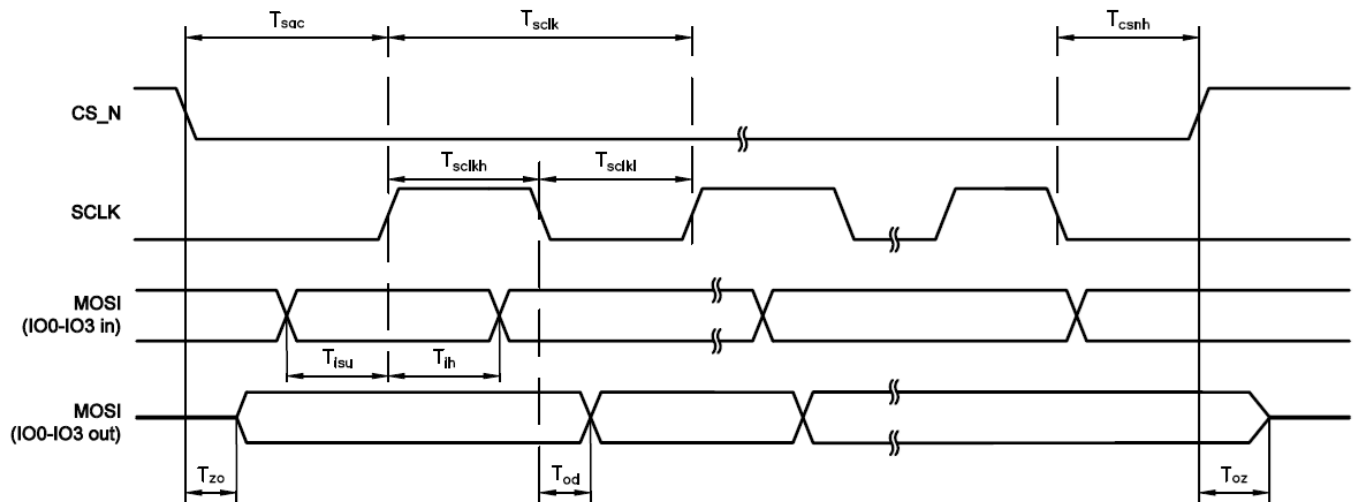 Tsac Tsclk Tcsnh
CS_N
Tsclkh Tsclkl
SCLK
MOSI
(IO0-IO3 in)
Tisu Tih
MOSI
(IO0-IO3 out)
Tzo Tod Toz